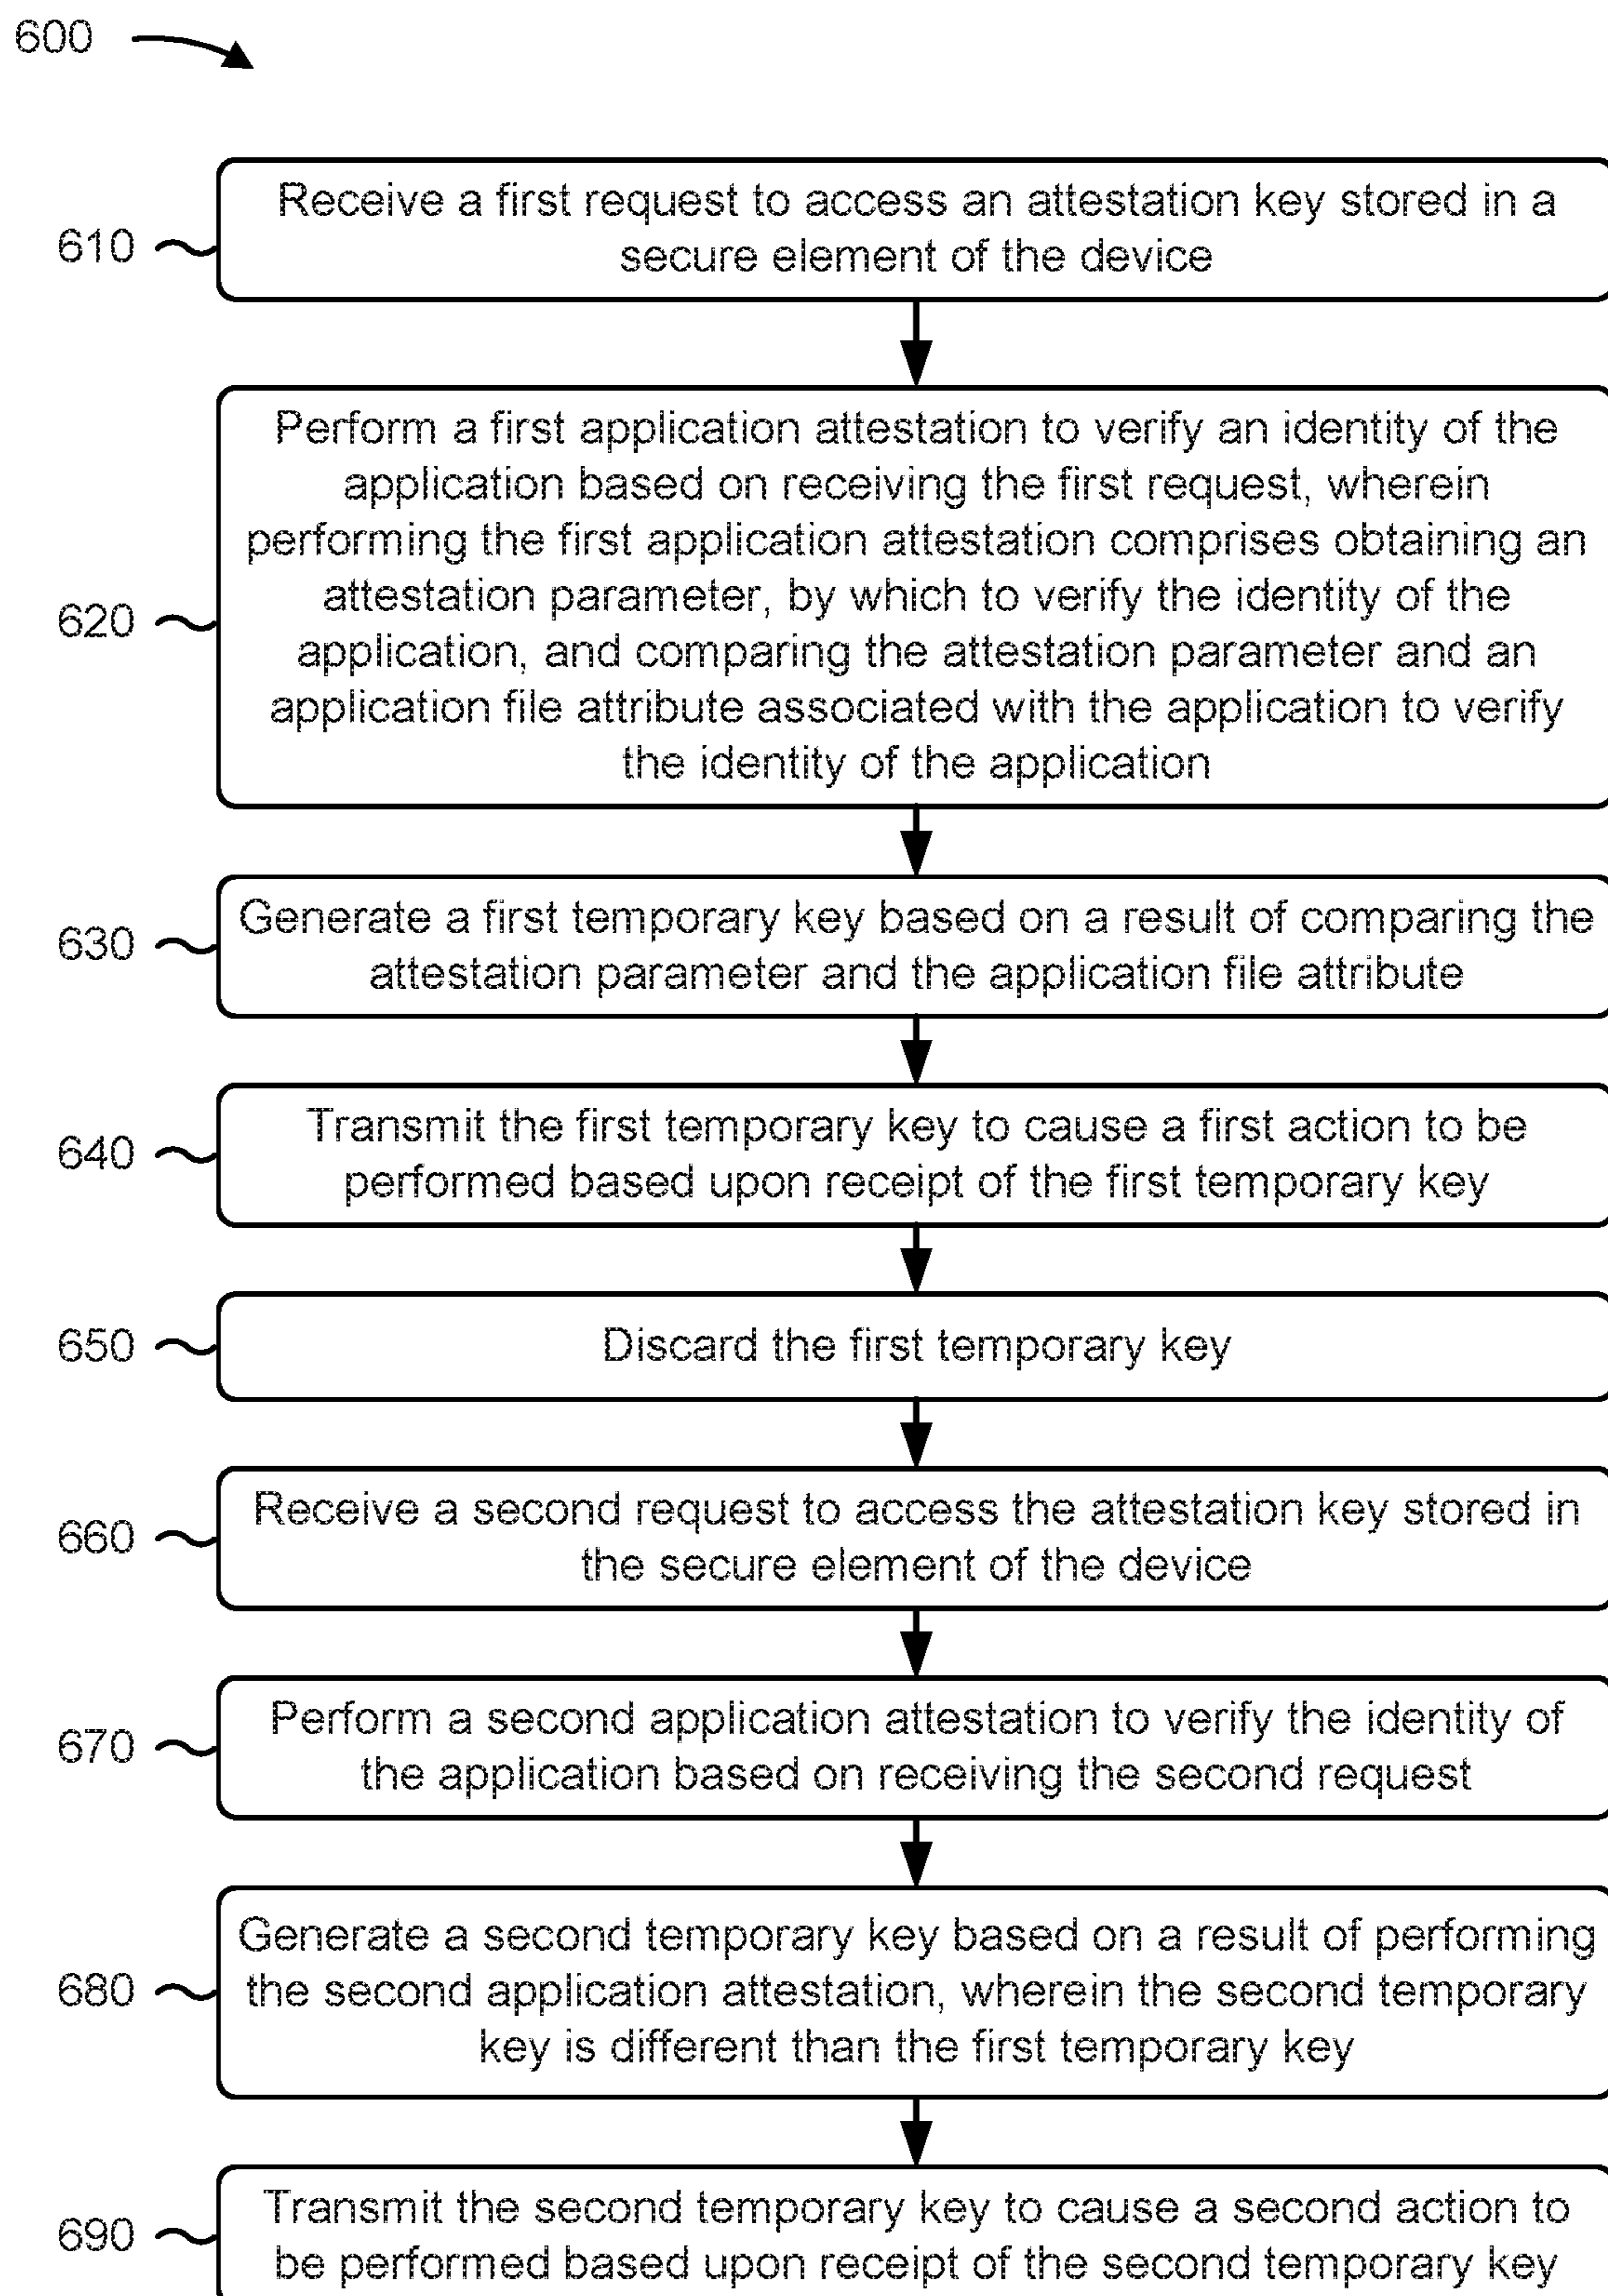 600
610
Receive a first request to access an attestation key stored in a
secure element of the device
620
Perform a first application attestation to verify an identity of the
application based on receiving the first request, wherein
performing the first application attestation comprises obtaining an
attestation parameter, by which to verify the identity of the
application, and comparing the attestation parameter and an
application file attribute associated with the application to verify
the identity of the application
630
Generate a first temporary key based on a result of comparing the
attestation parameter and the application file attribute
640
Transmit the first temporary key to cause a first action to be
performed based upon receipt of the first temporary key
650
Discard the first temporary key
660
Receive a second request to access the attestation key stored in
the secure element of the device
670
Perform a second application attestation to verify the identity of
the application based on receiving the second request
680
Generate a second temporary key based on a result of performing
the second application attestation, wherein the second temporary
key is different than the first temporary key
690
Transmit the second temporary key to cause a second action to
be performed based upon receipt of the second temporary key